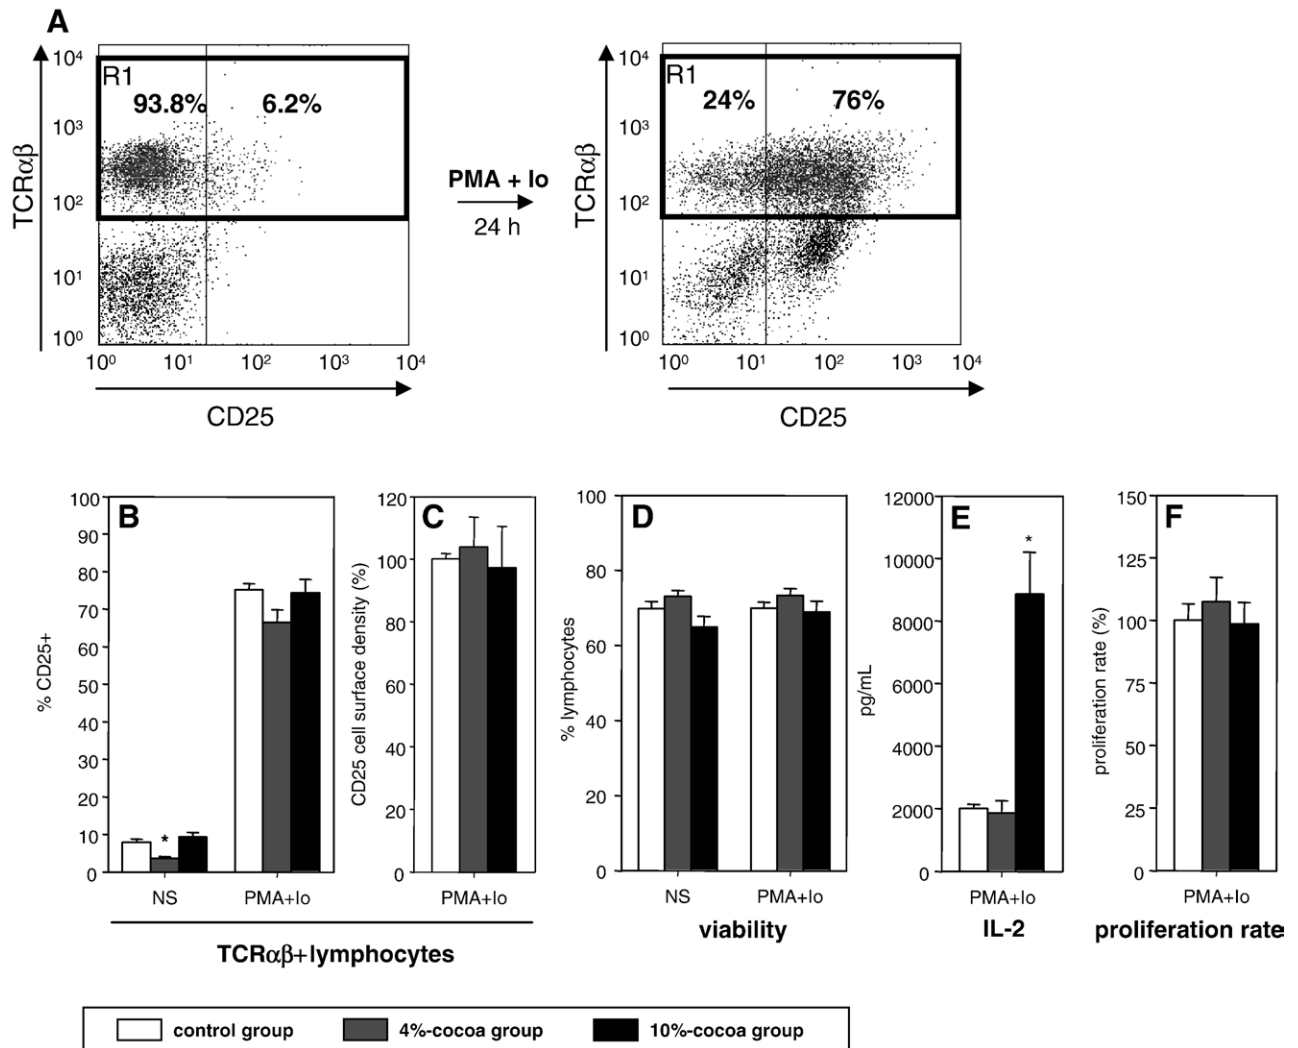 A
TCRαβ
10⁴
10³
10²
10¹
10⁰
R1
93.8%
6.2%
10⁰ 10¹ 10² 10³ 10⁴
CD25
PMA + Io
24 h
TCRαβ
10⁴
10³
10²
10¹
10⁰
R1
24%
76%
10⁰ 10¹ 10² 10³ 10⁴
CD25
B
% CD25+
100
90
80
70
60
50
40
30
20
10
0
*
NS PMA+Io
C
CD25 cell surface density (%)
120
100
80
60
40
20
0
PMA+Io
TCRαβ+lymphocytes
D
% lymphocytes
100
80
60
40
20
0
NS PMA+Io
viability
E
pg/mL
12000
10000
8000
6000
4000
2000
0
*
PMA+Io
IL-2
F
proliferation rate (%)
150
125
100
75
50
25
0
PMA+Io
proliferation rate
control group 4%-cocoa group 10%-cocoa group